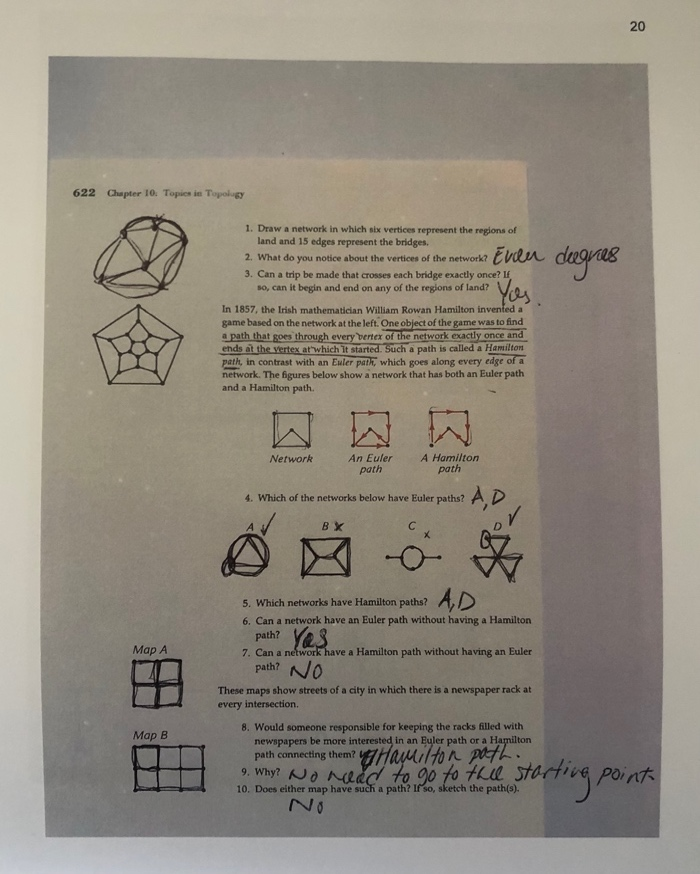 20
622 Chapter 10: Topics in Topology
1. Draw a network in which six vertices represent the regions of
land and 15 edges represent the bridges.
2. What do you notice about the vertices of the network? Even degrees
3. Can a trip be made that crosses each bridge exactly once? If
so, can it begin and end on any of the regions of land? Yes.
In 1857, the Irish mathematician William Rowan Hamilton invented a
game based on the network at the left. One object of the game was to find
a path that goes through every vertex of the network exactly once and
ends at the vertex at which it started. Such a path is called a Hamilton
path, in contrast with an Euler path, which goes along every edge of a
network. The figures below show a network that has both an Euler path
and a Hamilton path.
Network An Euler path A Hamilton path
4. Which of the networks below have Euler paths? A, D
A ✓ B x C x D ✓
5. Which networks have Hamilton paths? A, D
6. Can a network have an Euler path without having a Hamilton
path? Yes
7. Can a network have a Hamilton path without having an Euler
path? NO
Map A
These maps show streets of a city in which there is a newspaper rack at
every intersection.
Map B
8. Would someone responsible for keeping the racks filled with
newspapers be more interested in an Euler path or a Hamilton
path connecting them? Hamilton path.
9. Why? No need to go to the starting point.
10. Does either map have such a path? If so, sketch the path(s).
No